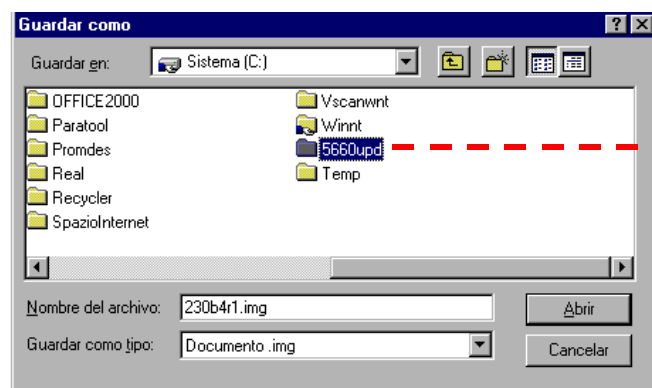 Guardar como
Guardar en: Sistema (C:)
OFFICE2000
Paratool
Promdes
Real
Recycler
SpazioInternet
Vscanwnt
Winnt
5660upd
Temp
Nombre del archivo: 230b4r1.img Abrir
Guardar como tipo: Documento .img Cancelar